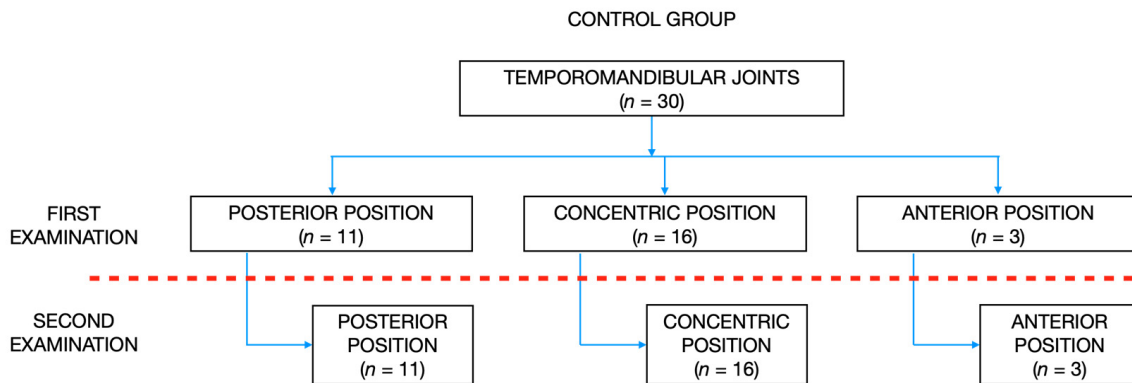 CONTROL GROUP
TEMPOROMANDIBULAR JOINTS
(n = 30)
FIRST
EXAMINATION
POSTERIOR POSITION
(n = 11)
CONCENTRIC POSITION
(n = 16)
ANTERIOR POSITION
(n = 3)
SECOND
EXAMINATION
POSTERIOR
POSITION
(n = 11)
CONCENTRIC
POSITION
(n = 16)
ANTERIOR
POSITION
(n = 3)